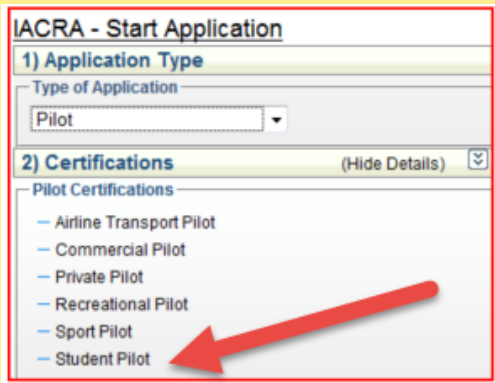 IACRA - Start Application
1) Application Type
Type of Application
Pilot
2) Certifications (Hide Details)
Pilot Certifications
Airline Transport Pilot
Commercial Pilot
Private Pilot
Recreational Pilot
Sport Pilot
Student Pilot